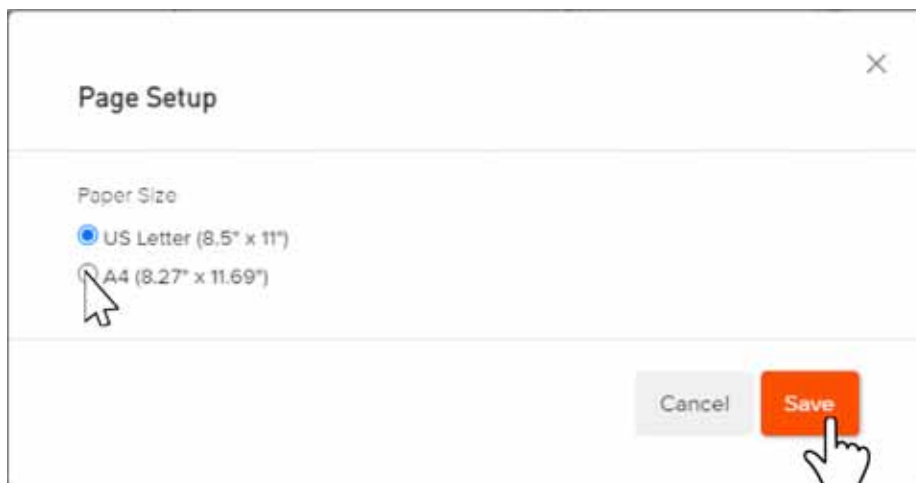 Page Setup
Paper Size
US Letter (8.5" x 11")
A4 (8.27" x 11.69")
Cancel
Save